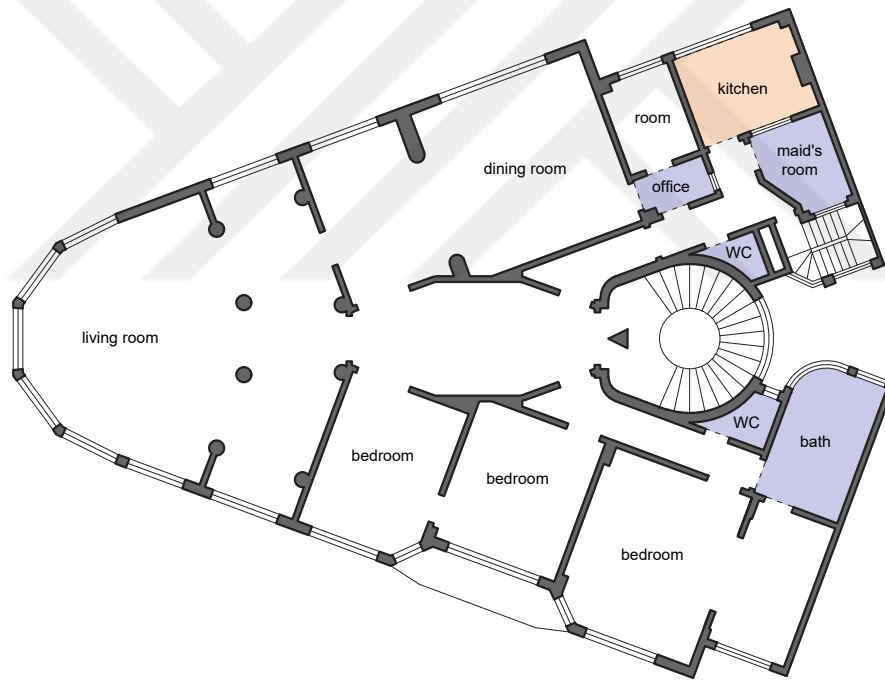 kitchen
room
maid's
room
dining room
office
WC
living room
WC
bath
bedroom
bedroom
bedroom